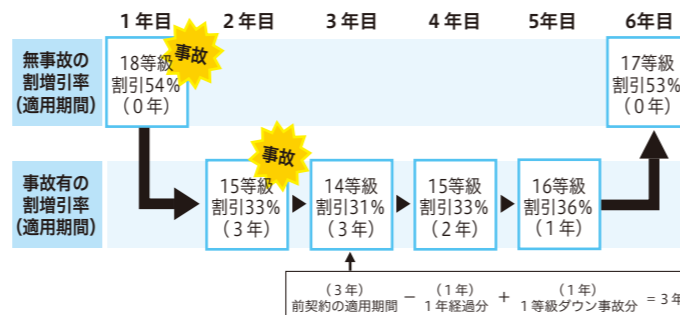 1年目 2年目 3年目 4年目 5年目 6年目
無事故の
割増引率
(適用期間)
18等級
割引54%
(0年)
事故
17等級
割引53%
(0年)
事故有の
割増引率
(適用期間)
15等級
割引33%
(3年)
事故
14等級
割引31%
(3年)
15等級
割引33%
(2年)
16等級
割引36%
(1年)
(3年) (1年) (1年)
前契約の適用期間 − 1年経過分 + 1等級ダウン事故分 =3年